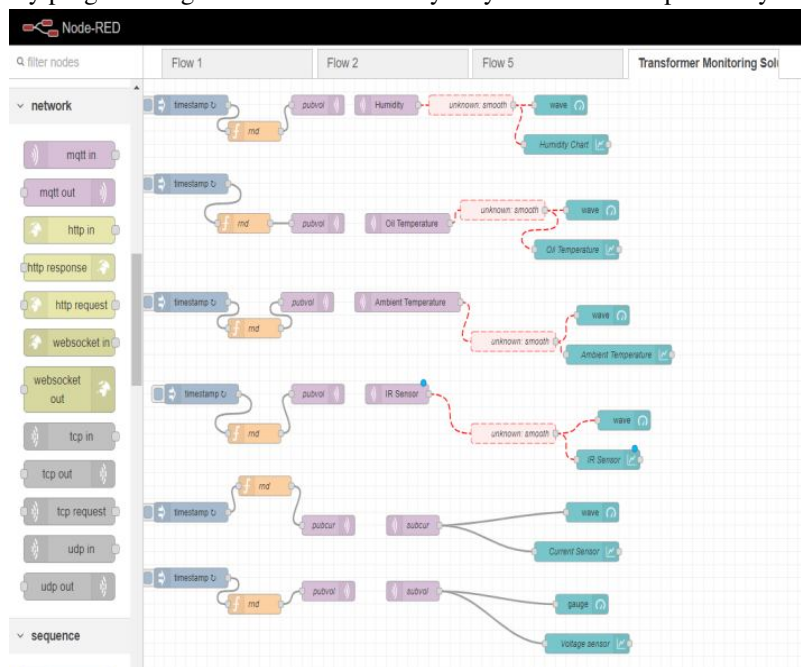 Node-RED
filter nodes
Flow 1
Flow 2
Flow 5
Transformer Monitoring Solu
network
mqtt in
mqtt out
http in
http response
http request
websocket in
websocket
out
tcp in
tcp out
tcp request
udp in
udp out
sequence
timestamp ↻
rnd
pubvol
Humidity
unknown: smooth
wave
Humidity Chart
timestamp ↻
rnd
pubvol
Oil Temperature
unknown: smooth
wave
Oil Temperature
timestamp ↻
rnd
pubvol
Ambient Temperature
unknown: smooth
wave
Ambient Temperature
timestamp ↻
rnd
pubvol
IR Sensor
unknown: smooth
wave
IR Sensor
timestamp ↻
rnd
pubcur
subcur
wave
Current Sensor
timestamp ↻
rnd
pubvol
subvol
gauge
Voltage sensor